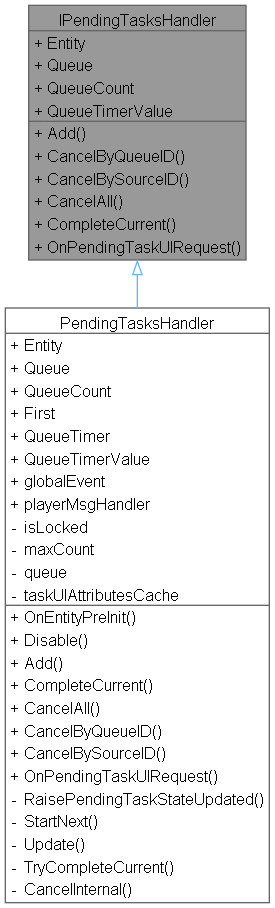 IPendingTasksHandler
+ Entity
+ Queue
+ QueueCount
+ QueueTimerValue
+ Add()
+ CancelByQueueID()
+ CancelBySourceID()
+ CancelAll()
+ CompleteCurrent()
+ OnPendingTaskUIRequest()
PendingTasksHandler
+ Entity
+ Queue
+ QueueCount
+ First
+ QueueTimer
+ QueueTimerValue
+ globalEvent
+ playerMsgHandler
- isLocked
- maxCount
- queue
- taskUIAttributesCache
+ OnEntityPreInit()
+ Disable()
+ Add()
+ CompleteCurrent()
+ CancelAll()
+ CancelByQueueID()
+ CancelBySourceID()
+ OnPendingTaskUIRequest()
- RaisePendingTaskStateUpdated()
- StartNext()
- Update()
- TryCompleteCurrent()
- CancelInternal()